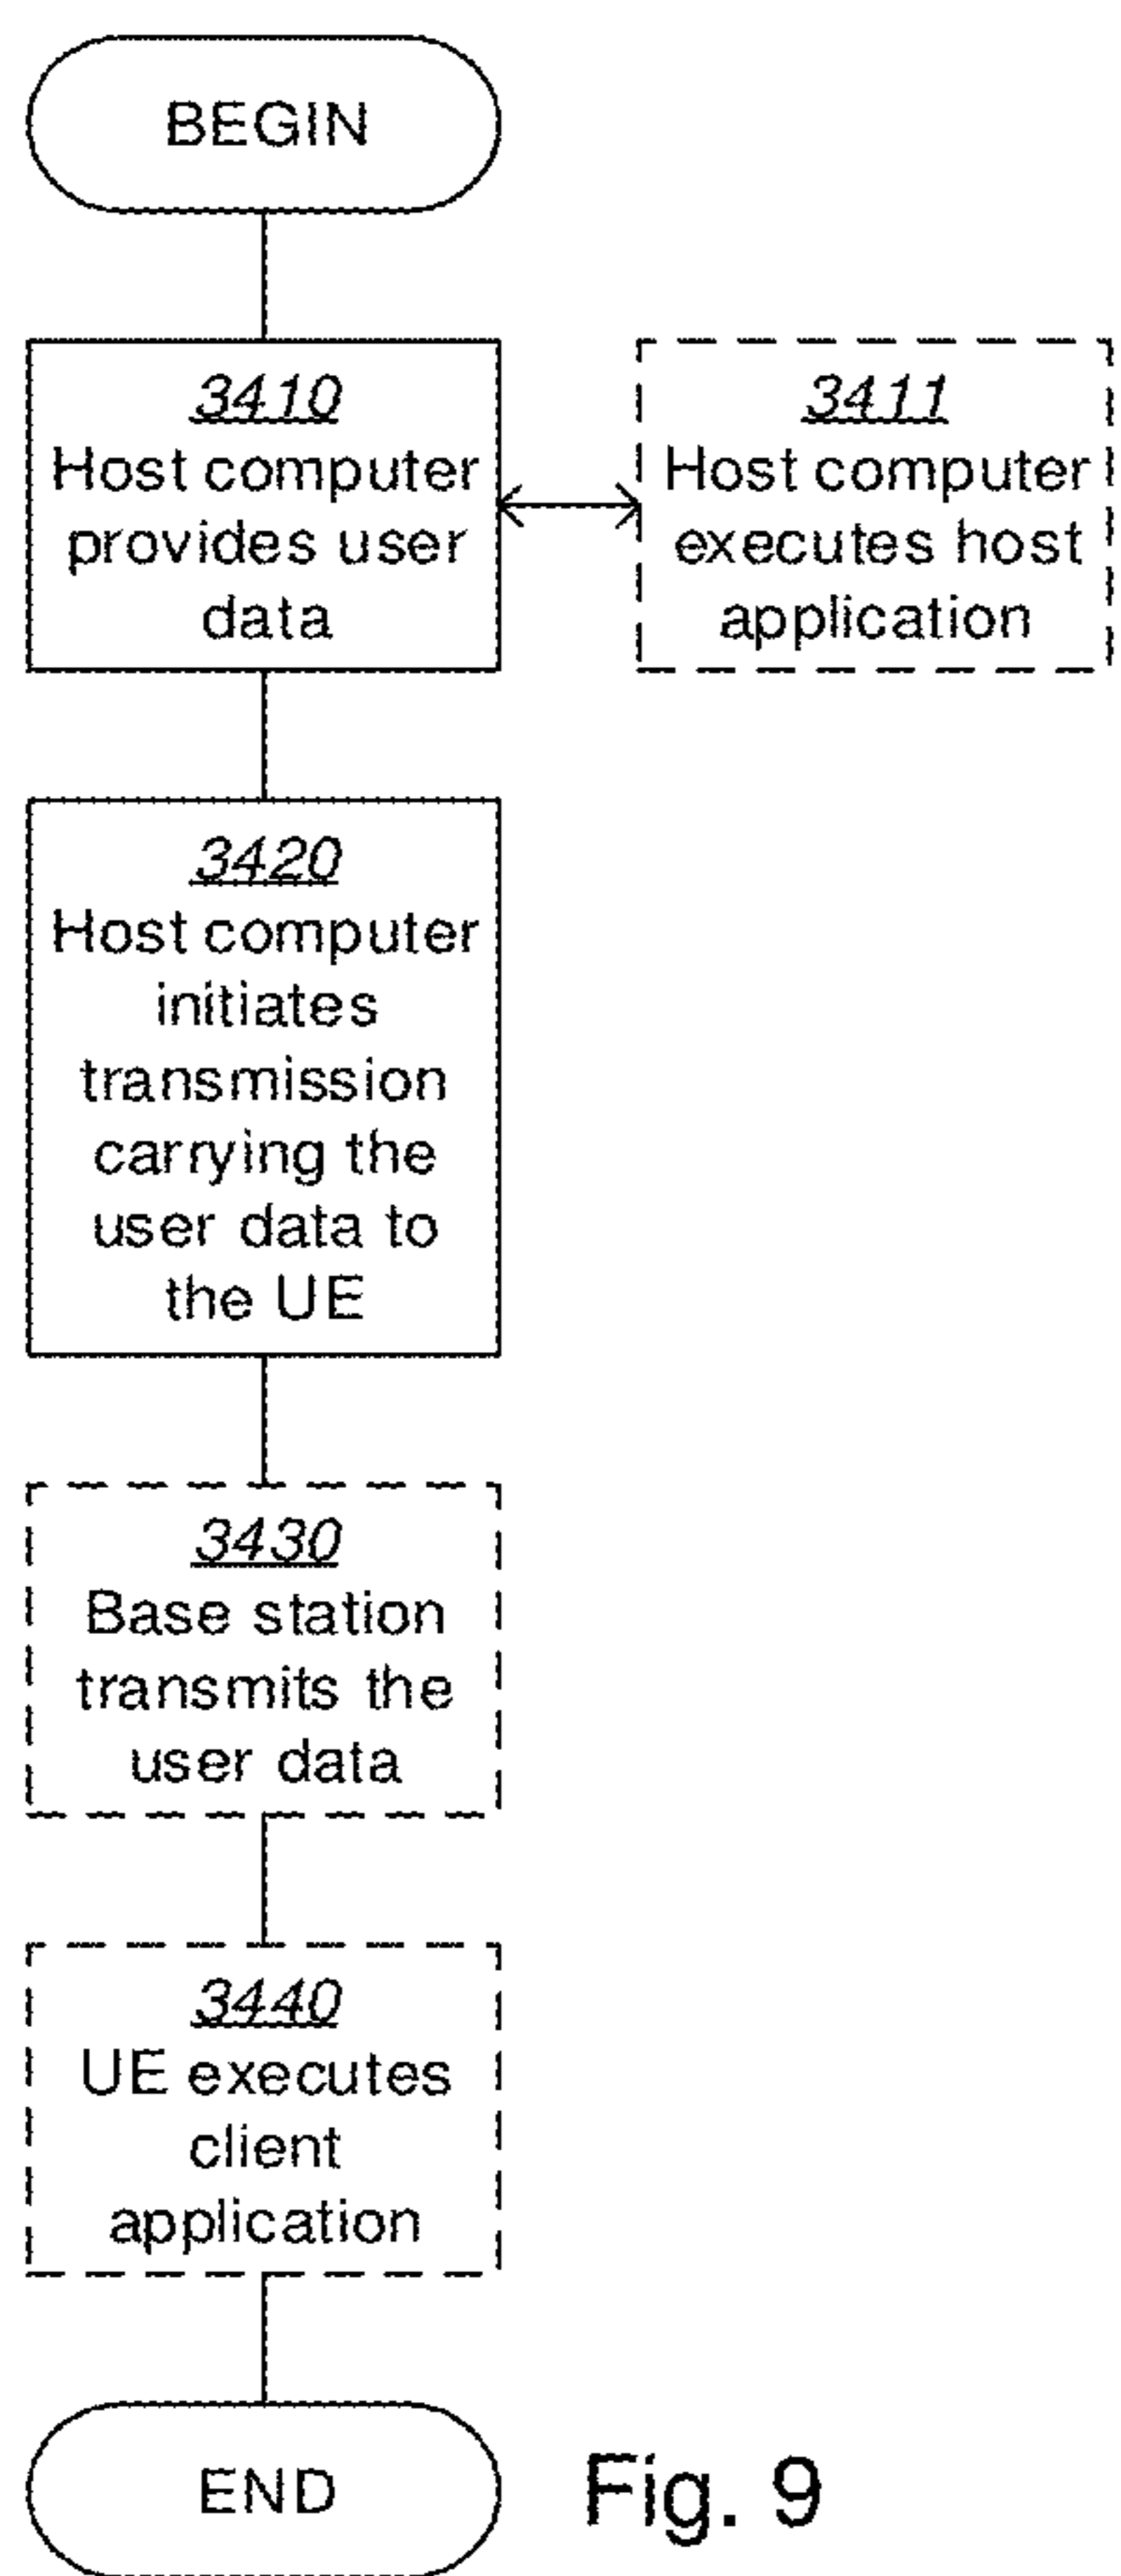 BEGIN
3410
Host computer
provides user
data
3411
Host computer
executes host
application
3420
Host computer
initiates
transmission
carrying the
user data to
the UE
3430
Base station
transmits the
user data
3440
UE executes
client
application
END
Fig. 9